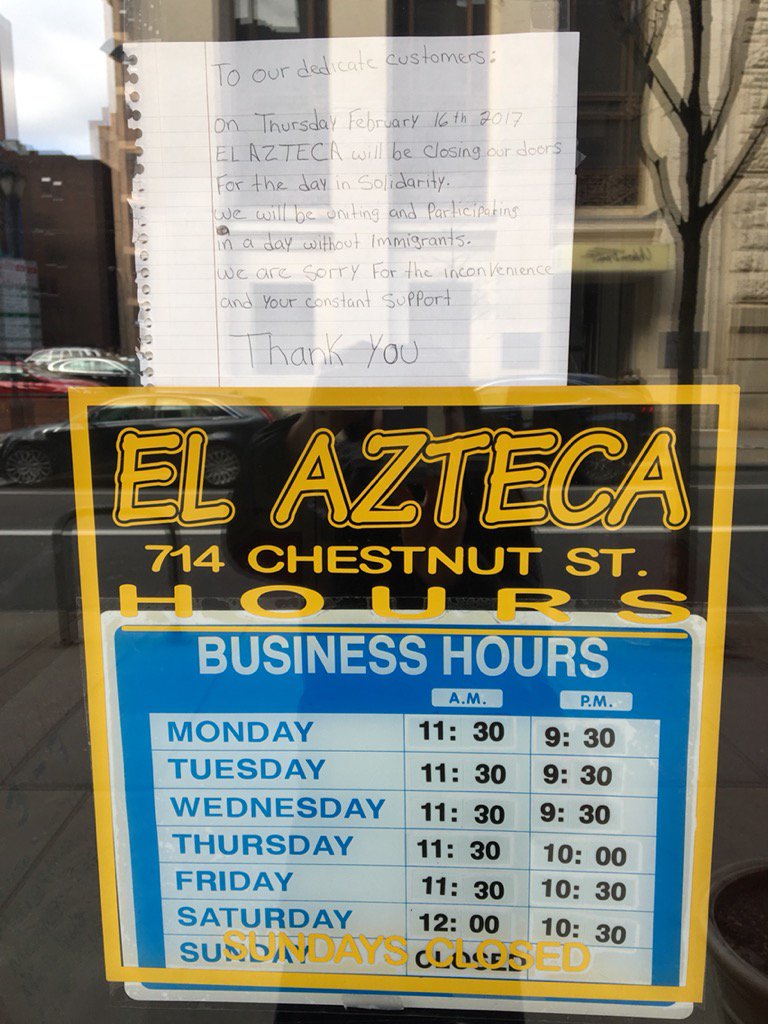 To our dedicate customers:
On Thursday February 16th 2017
EL AZTECA will be closing our doors
For the day in Solidarity.
we will be uniting and Participating
in a day without Immigrants.
we are sorry For the inconvenience
and your constant support
Thank You
EL AZTECA
714 CHESTNUT ST.
HOURS
BUSINESS HOURS
A.M. P.M.
MONDAY 11: 30 9: 30
TUESDAY 11: 30 9: 30
WEDNESDAY 11: 30 9: 30
THURSDAY 11: 30 10: 00
FRIDAY 11: 30 10: 30
SATURDAY 12: 00 10: 30
SUNDAY CLOSED
SUNDAYS CLOSED